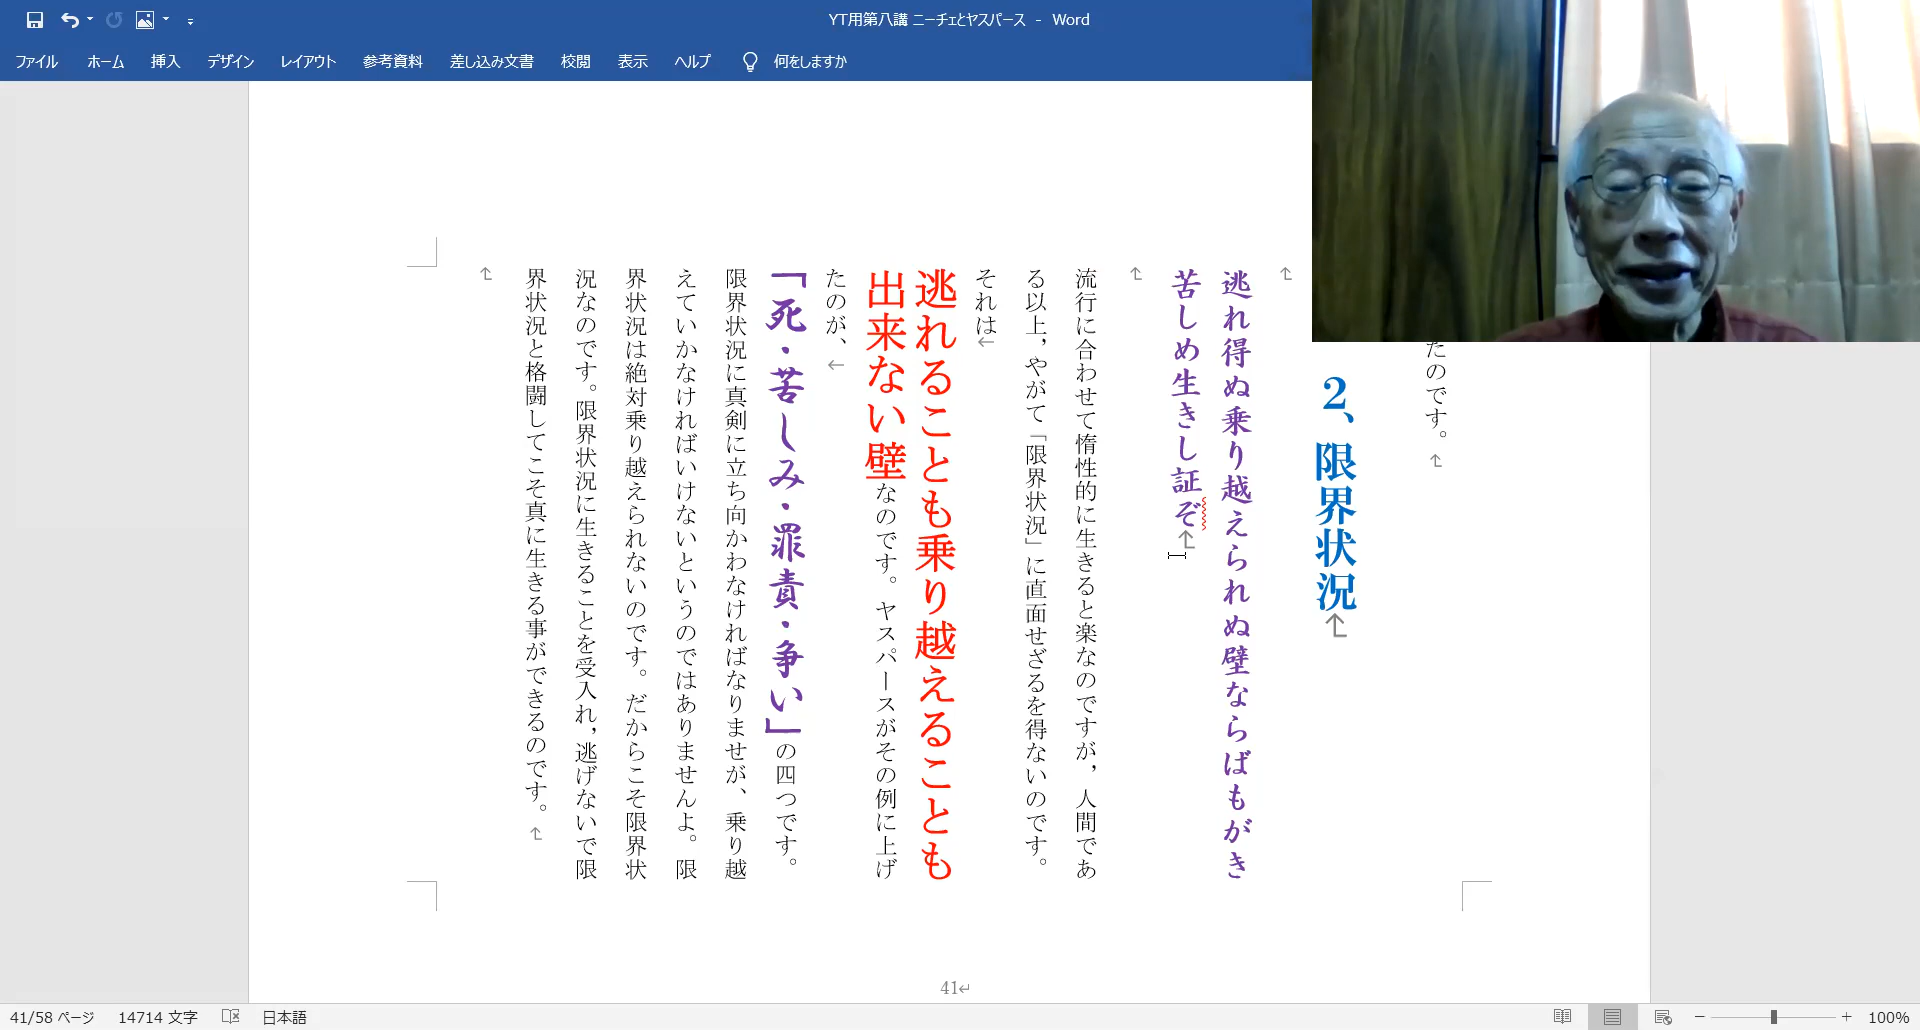 YT用第八講 ニーチェとヤスパース - Word
ファイル ホーム 挿入 デザイン レイアウト 参考資料 差し込み文書 校閲 表示 ヘルプ 何をしますか
たのです。
2、限界状況
逃れ得ぬ乗り越えられぬ壁ならばもがき
苦しめ生きし証ぞ
流行に合わせて惰性的に生きると楽なのですが，人間であ
る以上，やがて「限界状況」に直面せざるを得ないのです。
それは
逃れることも乗り越えることも
出来ない壁なのです。ヤスパースがその例に上げ
たのが、
「死・苦しみ・罪責・争い」の四つです。
限界状況に真剣に立ち向かわなければなりませが、乗り越
えていかなければいけないというのではありませんよ。限
界状況は絶対乗り越えられないのです。だからこそ限界状
況なのです。限界状況に生きることを受入れ，逃げないで限
界状況と格闘してこそ真に生きる事ができるのです。
41
41/58 ページ 14714 文字 日本語 100%